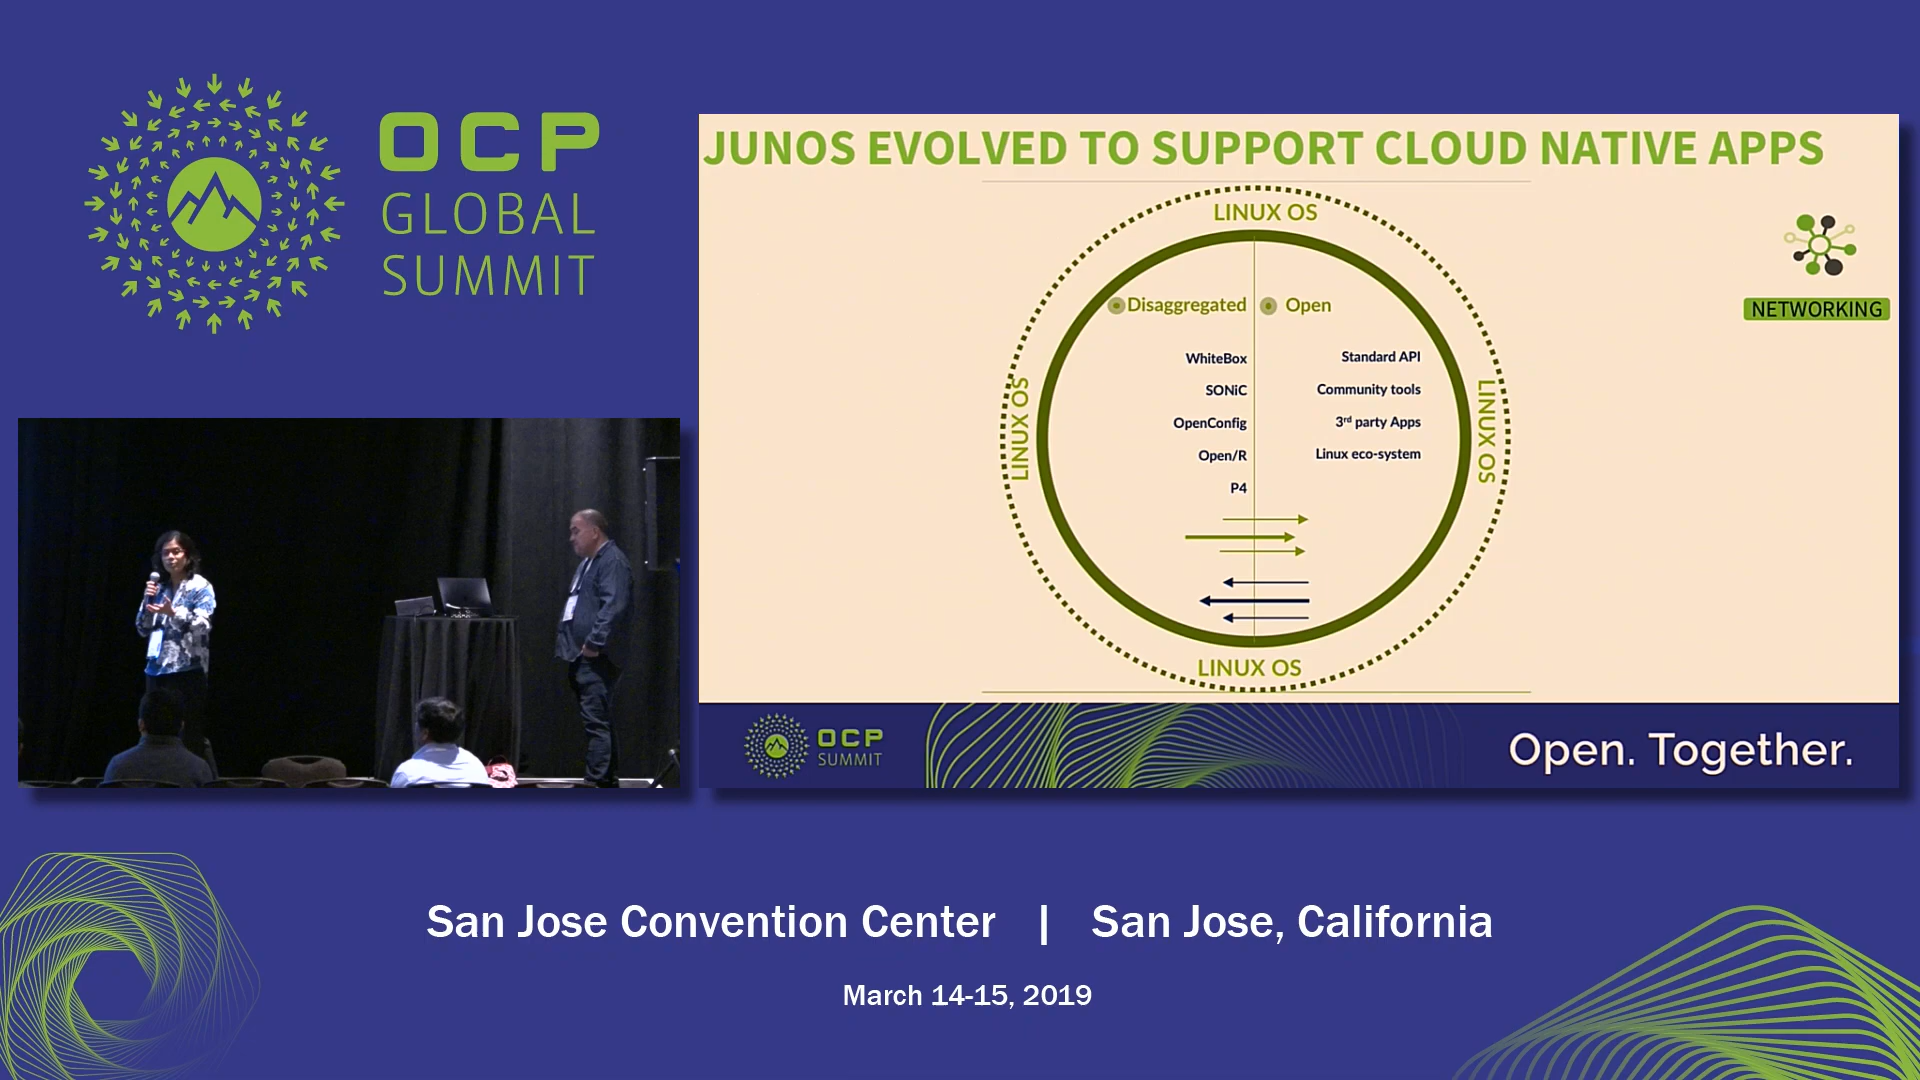 OCP
GLOBAL
SUMMIT
JUNOS EVOLVED TO SUPPORT CLOUD NATIVE APPS
LINUX OS
LINUX OS
LINUX OS
LINUX OS
Disaggregated
WhiteBox
SONiC
OpenConfig
Open/R
P4
Open
Standard API
Community tools
3rd party Apps
Linux eco-system
NETWORKING
OCP
SUMMIT
Open. Together.
San Jose Convention Center | San Jose, California
March 14-15, 2019